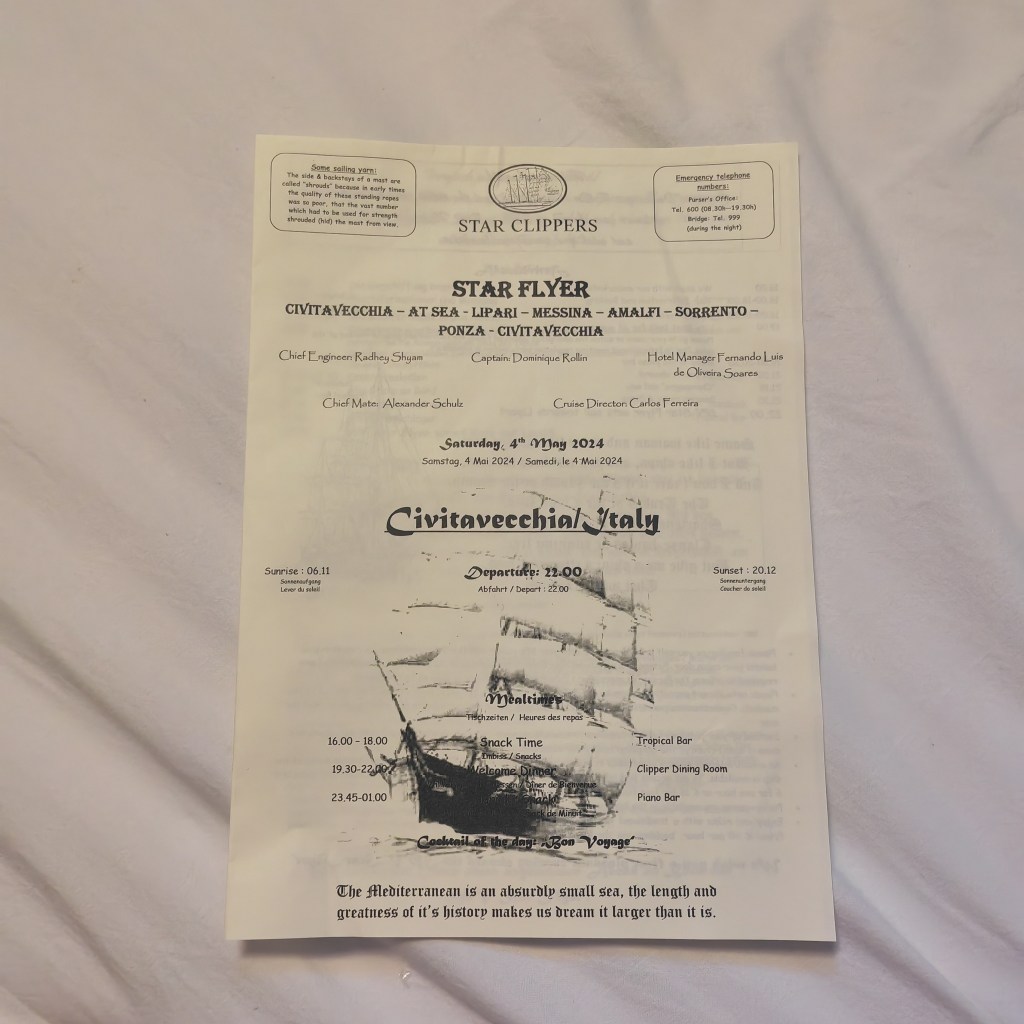 Some sailing yarn:
The side & backstays of a mast are
called "shrouds" because in early times
the quality of these standing ropes
was so poor, that the vast number
which had to be used for strength
shrouded (hid) the mast from view.
STAR CLIPPERS
Emergency telephone
numbers:
Purser's Office:
Tel. 600 (08.30h--19.30h)
Bridge: Tel. 999
(during the night)
STAR FLYER
CIVITAVECCHIA – AT SEA - LIPARI – MESSINA – AMALFI – SORRENTO –
PONZA - CIVITAVECCHIA
Chief Engineer: Radhey Shyam Captain: Dominique Rollin Hotel Manager Fernando Luis
de Oliveira Soares
Chief Mate: Alexander Schulz Cruise Director: Carlos Ferreira
Saturday, 4th May 2024
Samstag, 4 Mai 2024 / Samedi, le 4 Mai 2024
Civitavecchia/Italy
Sunrise : 06.11 Departure: 22.00 Sunset : 20.12
Sonnenaufgang Abfahrt / Depart : 22.00 Sonnenuntergang
Lever du soleil Coucher du soleil
Mealtimes
Tischzeiten / Heures des repas
16.00 – 18.00 Snack Time Tropical Bar
Embiss / Snacks
19.30-22.00 Welcome Dinner Clipper Dining Room
Dîner de Bienvenue
23.45-01.00 Snack Piano Bar
de Minuit
Cocktail of the day: „Bon Voyage"
The Mediterranean is an absurdly small sea, the length and
greatness of it's history makes us dream it larger than it is.